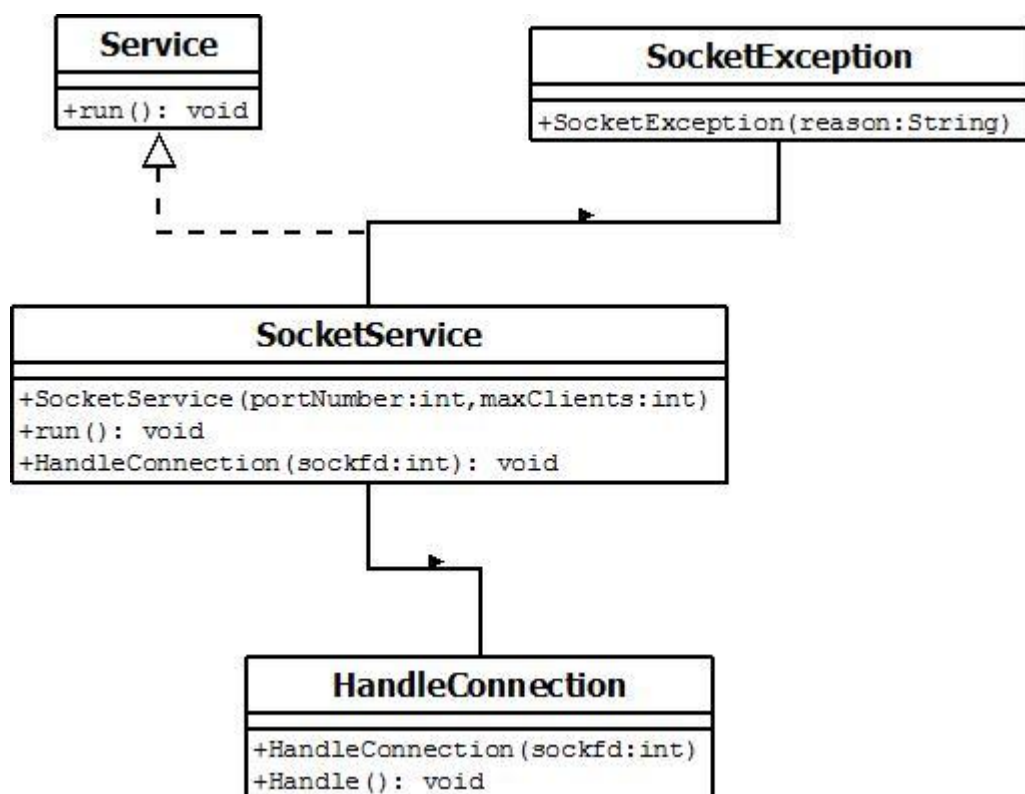 Service
+run(): void
SocketException
+SocketException(reason:String)
SocketService
+SocketService(portNumber:int,maxClients:int)
+run(): void
+HandleConnection(sockfd:int): void
HandleConnection
+HandleConnection(sockfd:int)
+Handle(): void